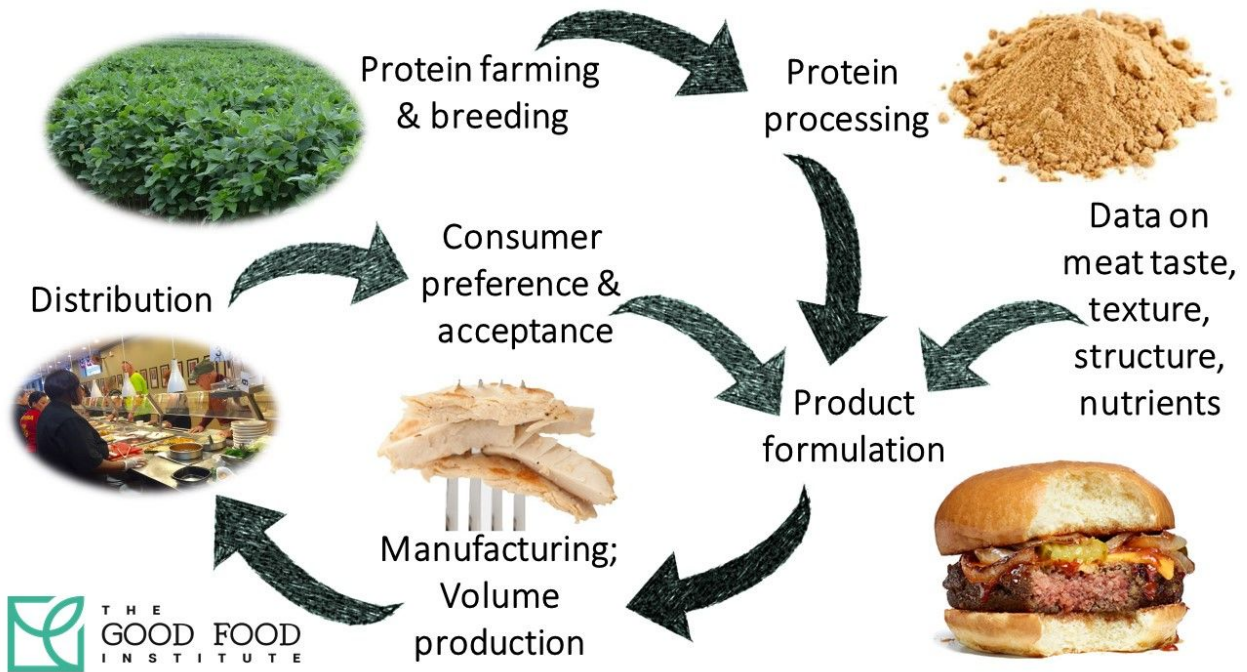 Protein farming
& breeding
Protein
processing
Data on
meat taste,
texture,
structure,
nutrients
Consumer
preference &
acceptance
Distribution
Product
formulation
Manufacturing;
Volume
production
THE
GOOD FOOD
INSTITUTE